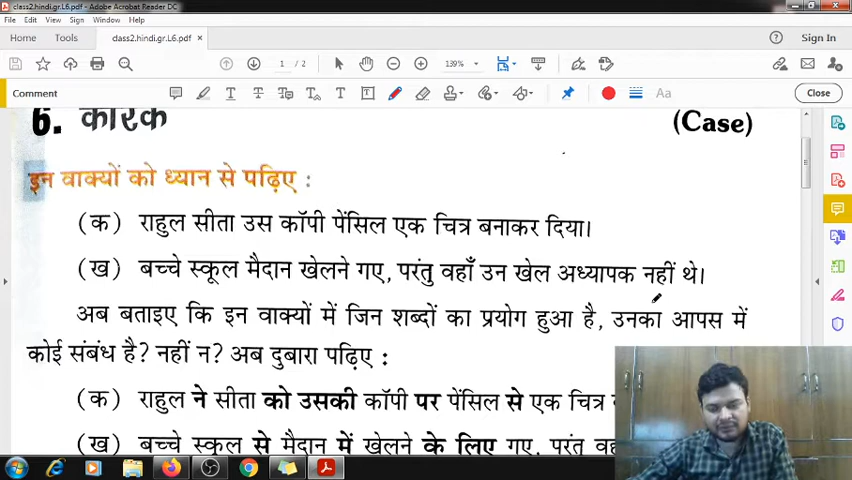 class2.hindi.gr.L6.pdf - Adobe Acrobat Reader DC
File Edit View Sign Window Help
Home Tools class2.hindi.gr.L6.pdf × Sign In
1 / 2 139%
Comment Aa Close
6. कारक (Case)
इन वाक्यों को ध्यान से पढ़िए :
(क) राहुल सीता उस कॉपी पेंसिल एक चित्र बनाकर दिया।
(ख) बच्चे स्कूल मैदान खेलने गए, परंतु वहाँ उन खेल अध्यापक नहीं थे।
अब बताइए कि इन वाक्यों में जिन शब्दों का प्रयोग हुआ है, उनका आपस में
कोई संबंध है? नहीं न? अब दुबारा पढ़िए :
(क) राहुल ने सीता को उसकी कॉपी पर पेंसिल से एक चित्र
(ख) बच्चे स्कूल से मैदान में खेलने के लिए गए, परंतु